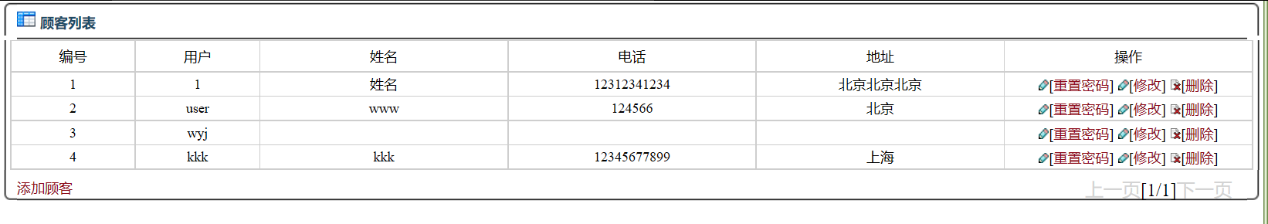 顾客列表
编号 用户 姓名 电话 地址 操作
1 1 姓名 12312341234 北京北京北京 [重置密码] [修改] [删除]
2 user www 124566 北京 [重置密码] [修改] [删除]
3 wyj [重置密码] [修改] [删除]
4 kkk kkk 12345677899 上海 [重置密码] [修改] [删除]
添加顾客 上一页[1/1]下一页